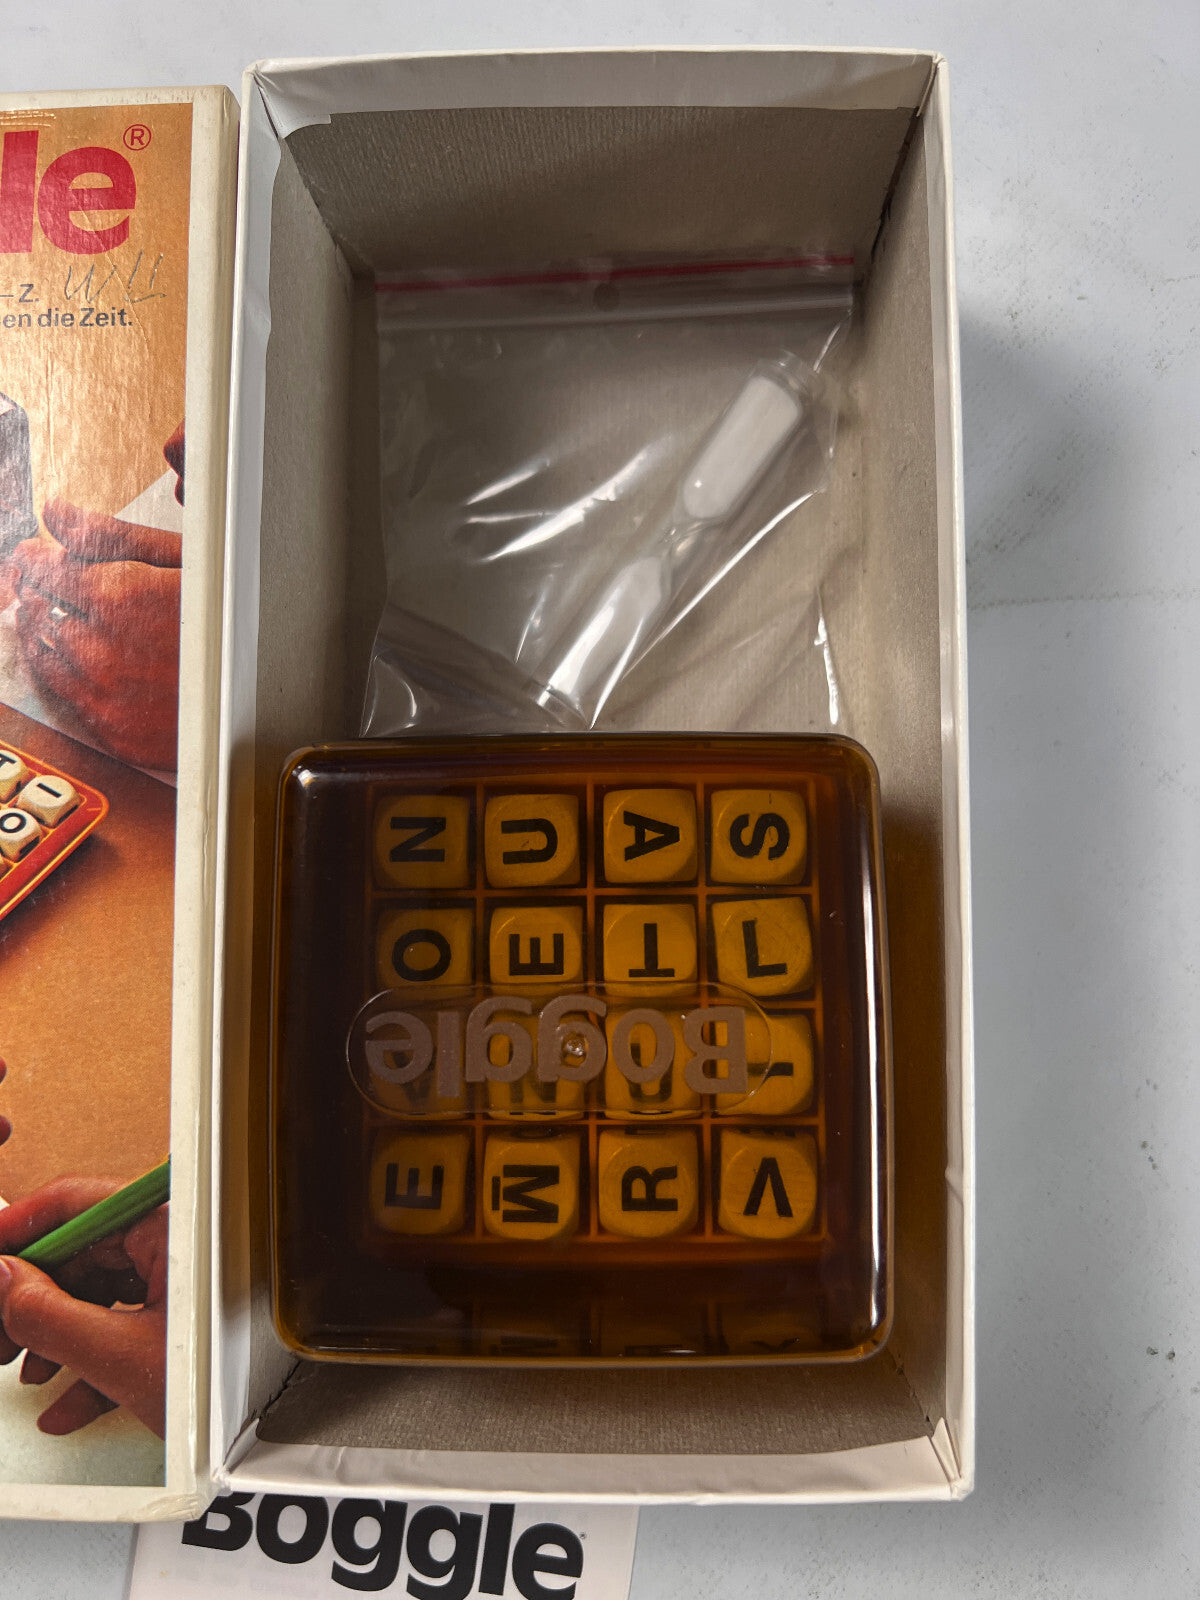 le®
–Z.
en die Zeit.
T I
O
N U A S
O E T L
Boggle
E M R V
Boggle